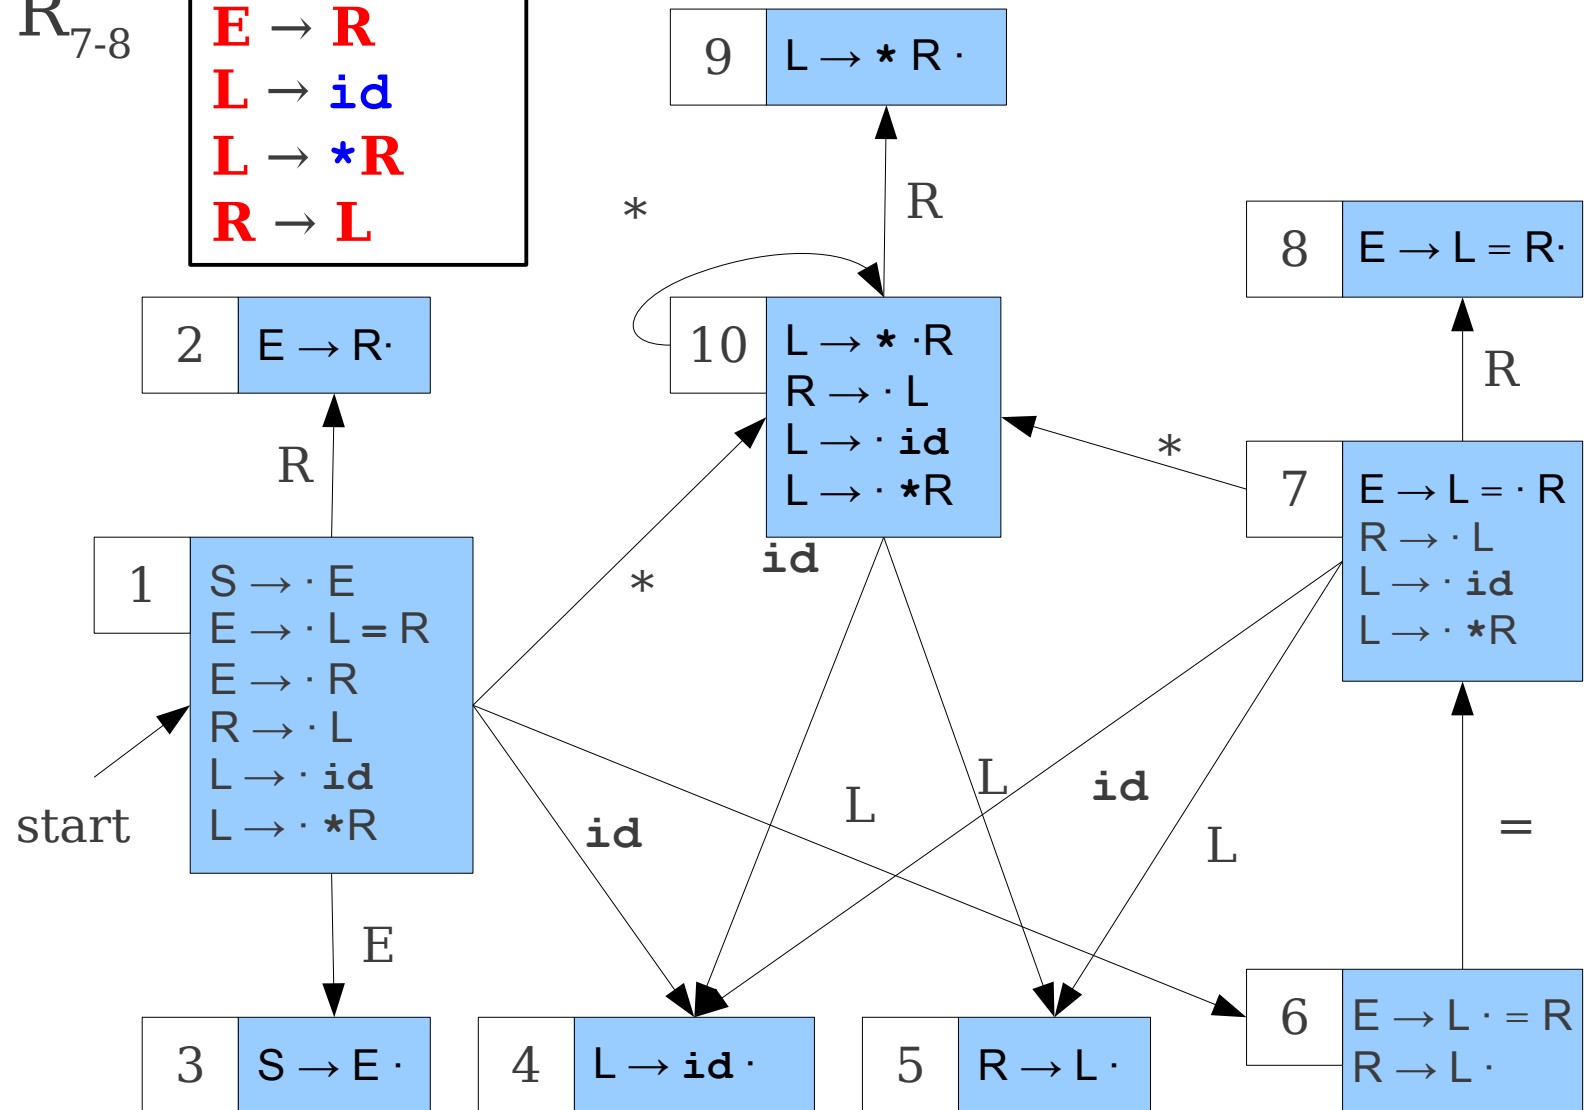 R7-8
E → R
L → id
L → *R
R → L
9
L → * R ·
*
R
8
E → L = R·
2
E → R·
10
L → * ·R
R → · L
L → · id
L → · *R
R
R
*
7
E → L = · R
R → · L
L → · id
L → · *R
1
S → · E
E → · L = R
E → · R
R → · L
L → · id
L → · *R
*
id
start
id
L
L
id
L
=
E
3
S → E ·
4
L → id ·
5
R → L ·
6
E → L · = R
R → L ·